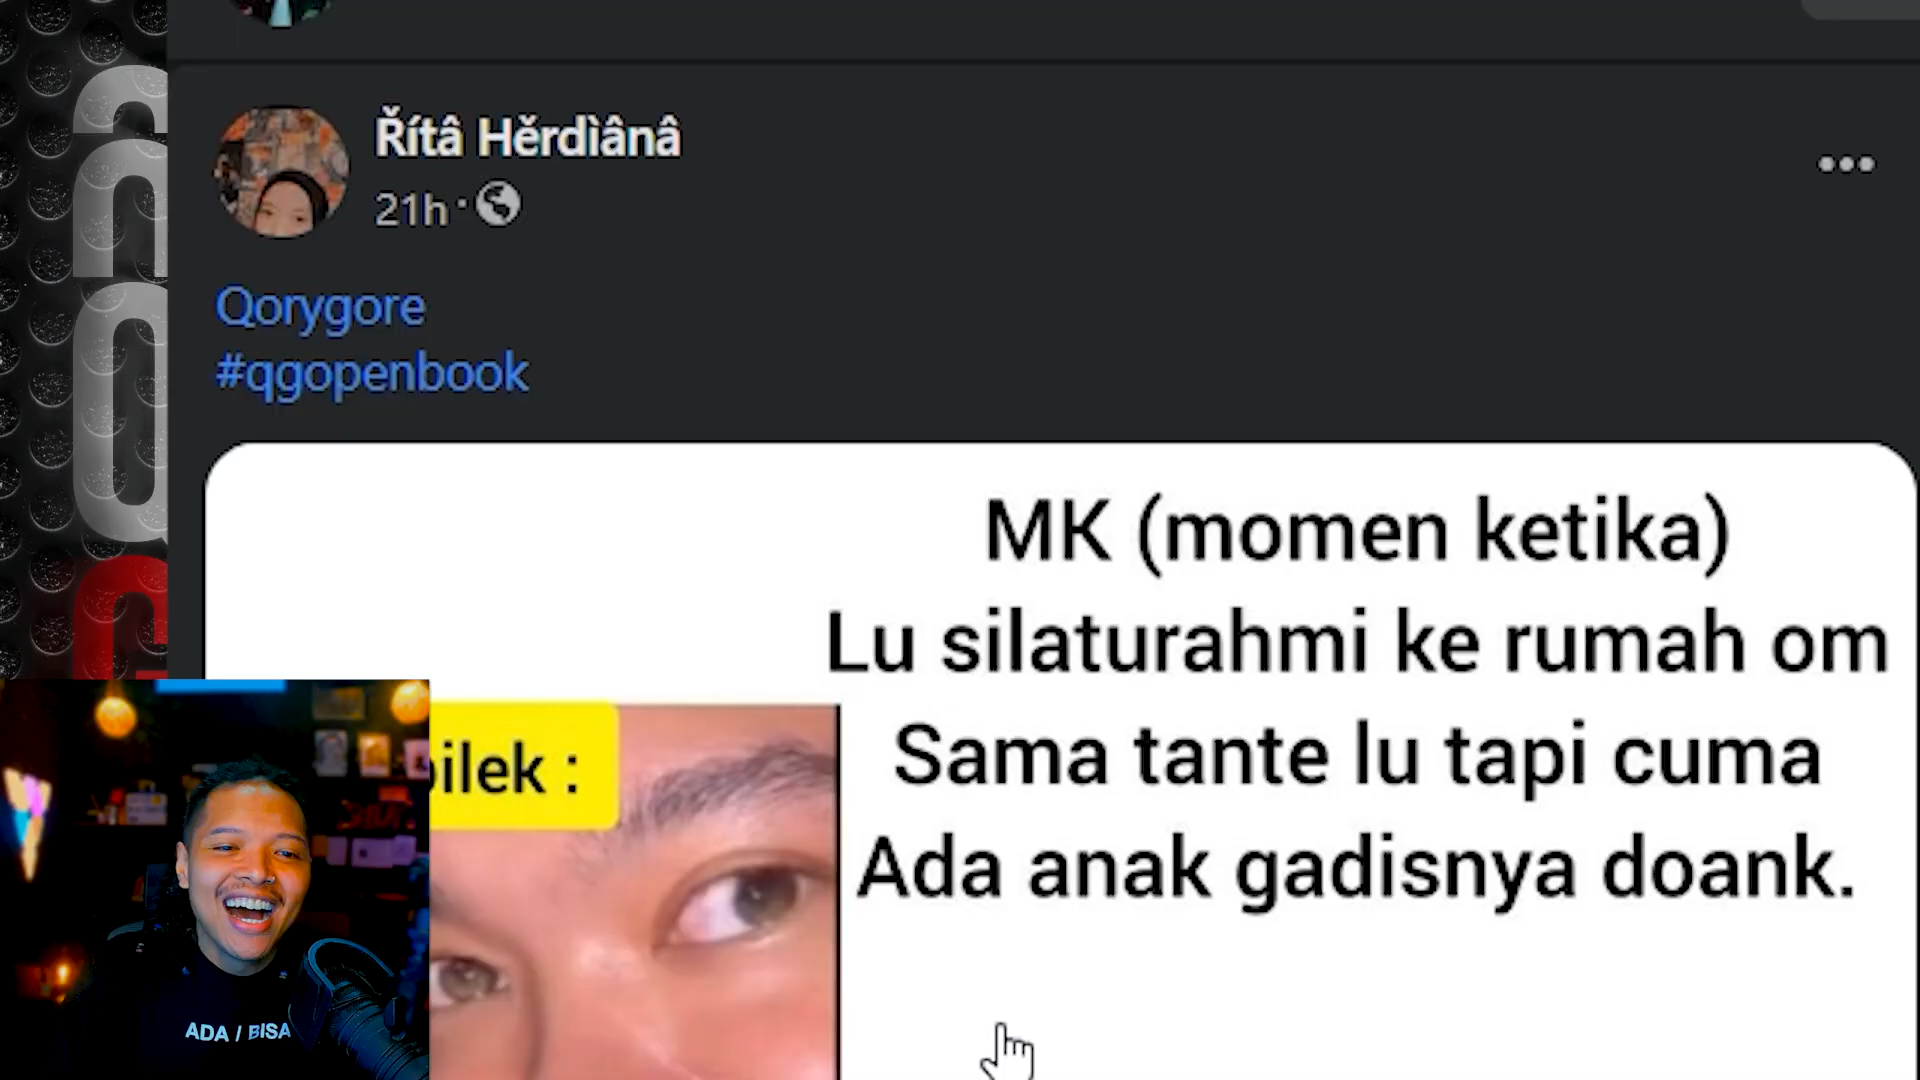 Řítâ Hěrdìânâ
21h ·
Qorygore
#qgopenbook
MK (momen ketika)
Lu silaturahmi ke rumah om
Sama tante lu tapi cuma
Ada anak gadisnya doank.
ilek :
ADA / BISA